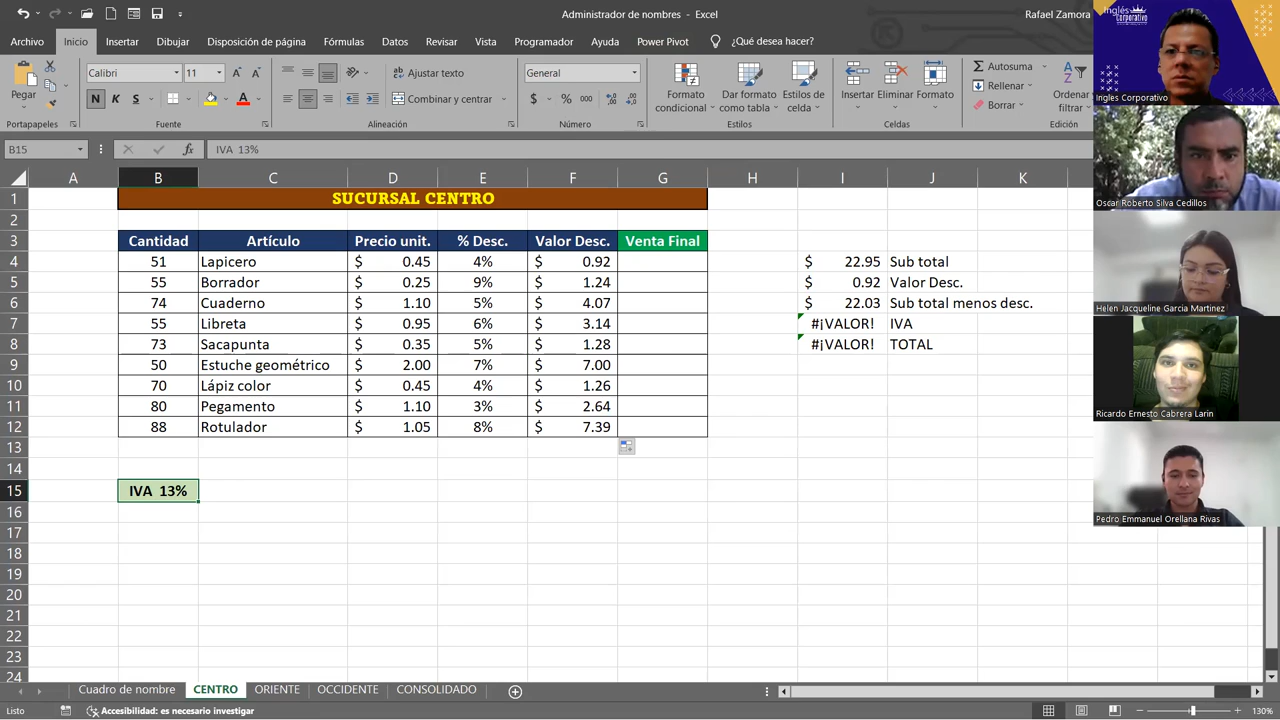 Administrador de nombres - Excel
Rafael Zamora
Archivo Inicio Insertar Dibujar Disposición de página Fórmulas Datos Revisar Vista Programador Ayuda Power Pivot ¿Qué desea hacer?
Pegar
Calibri 11
N K S
Ajustar texto
Combinar y centrar
General
$ % 000
Formato condicional
Dar formato como tabla
Estilos de celda
Insertar Eliminar Formato
Autosuma
Rellenar
Borrar
Ordenar filtrar
Portapapeles Fuente Alineación Número Estilos Celdas Edición
B15 fx IVA 13%
A B C D E F G H I J K
1 SUCURSAL CENTRO
2
3 Cantidad Artículo Precio unit. % Desc. Valor Desc. Venta Final
4 51 Lapicero $ 0.45 4% $ 0.92 $ 22.95 Sub total
5 55 Borrador $ 0.25 9% $ 1.24 $ 0.92 Valor Desc.
6 74 Cuaderno $ 1.10 5% $ 4.07 $ 22.03 Sub total menos desc.
7 55 Libreta $ 0.95 6% $ 3.14 #¡VALOR! IVA
8 73 Sacapunta $ 0.35 5% $ 1.28 #¡VALOR! TOTAL
9 50 Estuche geométrico $ 2.00 7% $ 7.00
10 70 Lápiz color $ 0.45 4% $ 1.26
11 80 Pegamento $ 1.10 3% $ 2.64
12 88 Rotulador $ 1.05 8% $ 7.39
13
14
15 IVA 13%
16
17
18
19
20
21
22
23
24
Cuadro de nombre CENTRO ORIENTE OCCIDENTE CONSOLIDADO
Listo Accesibilidad: es necesario investigar 130%
Inglés Corporativo
Ingles Corporativo
Oscar Roberto Silva Cedillos
Helen Jacqueline Garcia Martinez
Ricardo Ernesto Cabrera Larin
Pedro Emmanuel Orellana Rivas